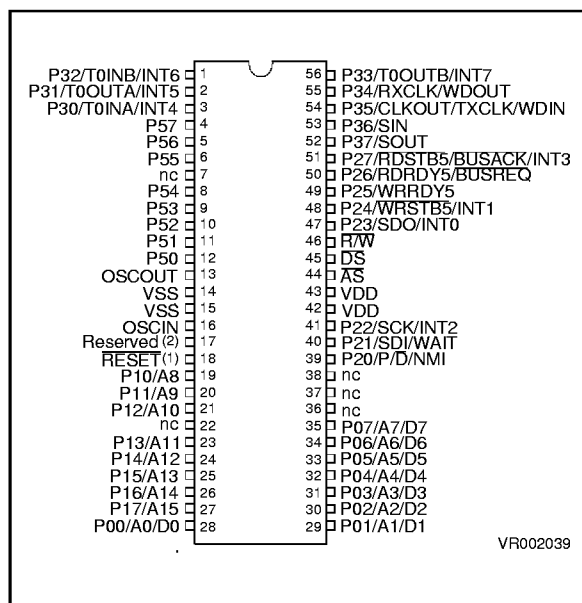 P32/T0INB/INT6 1 56 P33/T0OUTB/INT7
P31/T0OUTA/INT5 2 55 P34/RXCLK/WDOUT
P30/T0INA/INT4 3 54 P35/CLKOUT/TXCLK/WDIN
P57 4 53 P36/SIN
P56 5 52 P37/SOUT
P55 6 51 P27/RDSTB5/BUSACK/INT3
nc 7 50 P26/RDRDY5/BUSREQ
P54 8 49 P25/WRRDY5
P53 9 48 P24/WRSTB5/INT1
P52 10 47 P23/SDO/INT0
P51 11 46 R/W
P50 12 45 DS
OSCOUT 13 44 AS
VSS 14 43 VDD
VSS 15 42 VDD
OSCIN 16 41 P22/SCK/INT2
Reserved (2) 17 40 P21/SDI/WAIT
RESET (1) 18 39 P20/P/D/NMI
P10/A8 19 38 nc
P11/A9 20 37 nc
P12/A10 21 36 nc
nc 22 35 P07/A7/D7
P13/A11 23 34 P06/A6/D6
P14/A12 24 33 P05/A5/D5
P15/A13 25 32 P04/A4/D4
P16/A14 26 31 P03/A3/D3
P17/A15 27 30 P02/A2/D2
P00/A0/D0 28 29 P01/A1/D1
VR002039